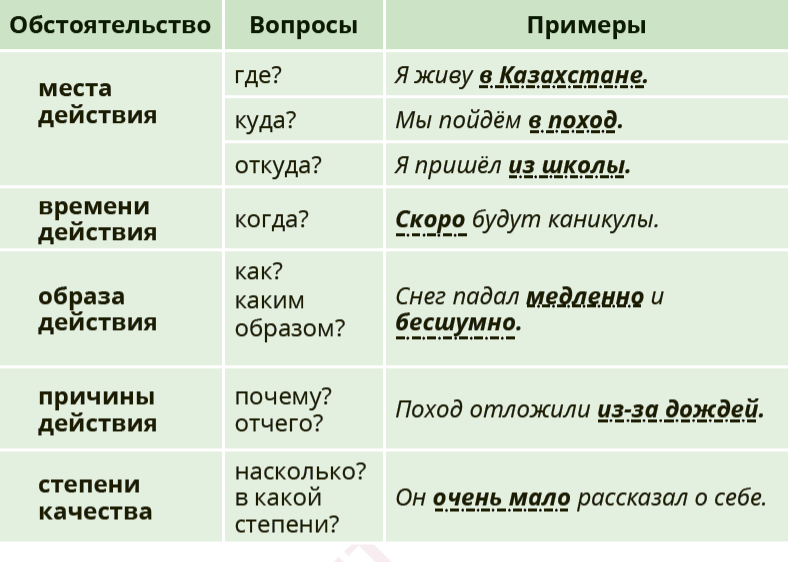 Обстоятельство Вопросы Примеры
места
действия
где? Я живу в Казахстане.
куда? Мы пойдём в поход.
откуда? Я пришёл из школы.
времени
действия
когда? Скоро будут каникулы.
образа
действия
как?
каким
образом?
Снег падал медленно и
бесшумно.
причины
действия
почему?
отчего?
Поход отложили из-за дождей.
степени
качества
насколько?
в какой
степени?
Он очень мало рассказал о себе.